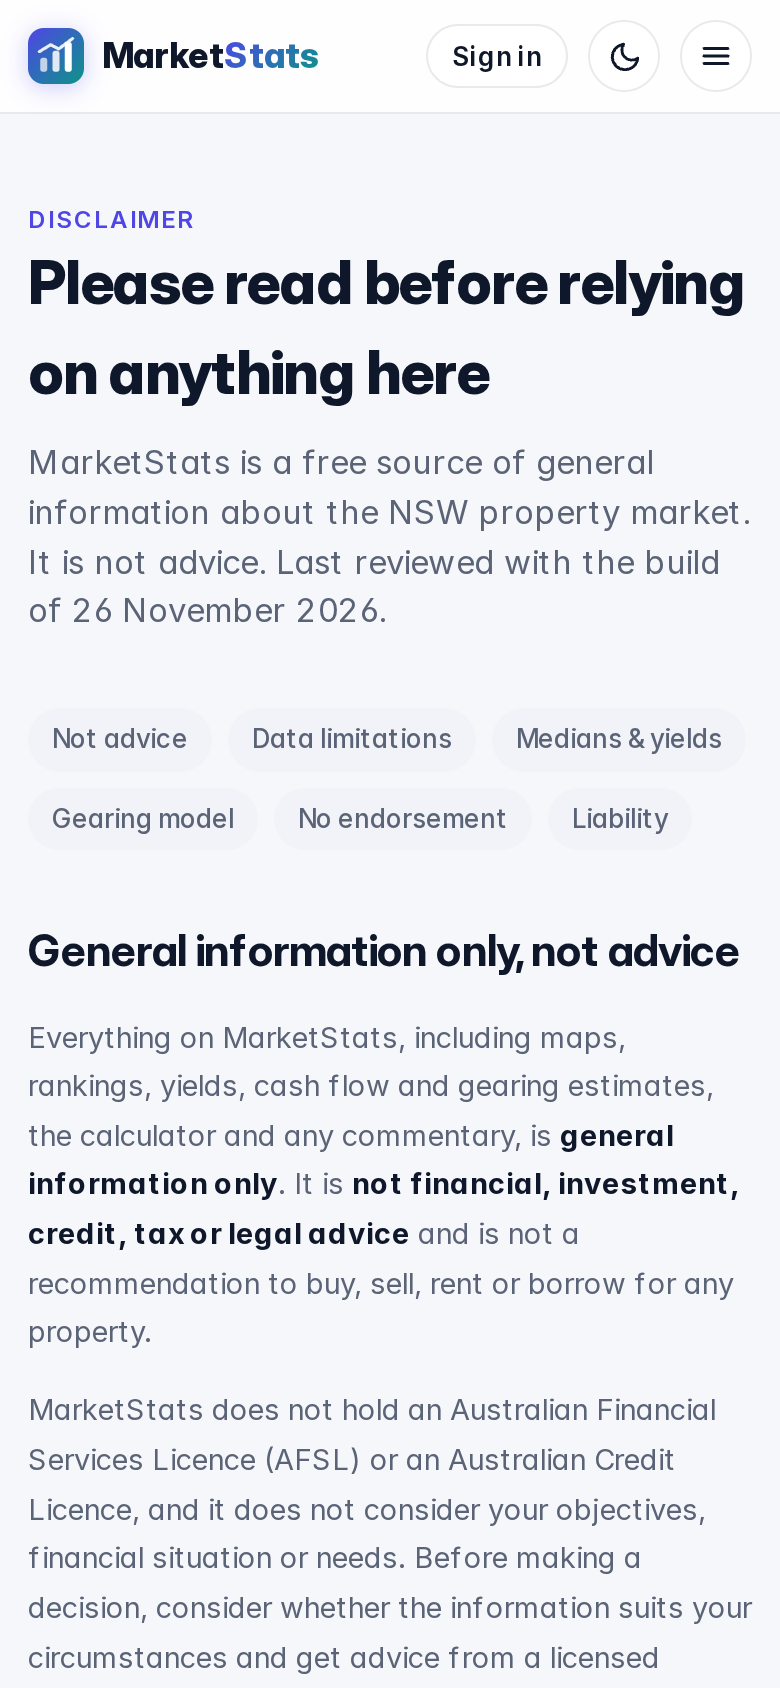 MarketStats
Sign in
DISCLAIMER
Please read before relying
on anything here
MarketStats is a free source of general
information about the NSW property market.
It is not advice. Last reviewed with the build
of 26 November 2026.
Not advice
Data limitations
Medians & yields
Gearing model
No endorsement
Liability
General information only, not advice
Everything on MarketStats, including maps,
rankings, yields, cash flow and gearing estimates,
the calculator and any commentary, is general
information only. It is not financial, investment,
credit, tax or legal advice and is not a
recommendation to buy, sell, rent or borrow for any
property.
MarketStats does not hold an Australian Financial
Services Licence (AFSL) or an Australian Credit
Licence, and it does not consider your objectives,
financial situation or needs. Before making a
decision, consider whether the information suits your
circumstances and get advice from a licensed